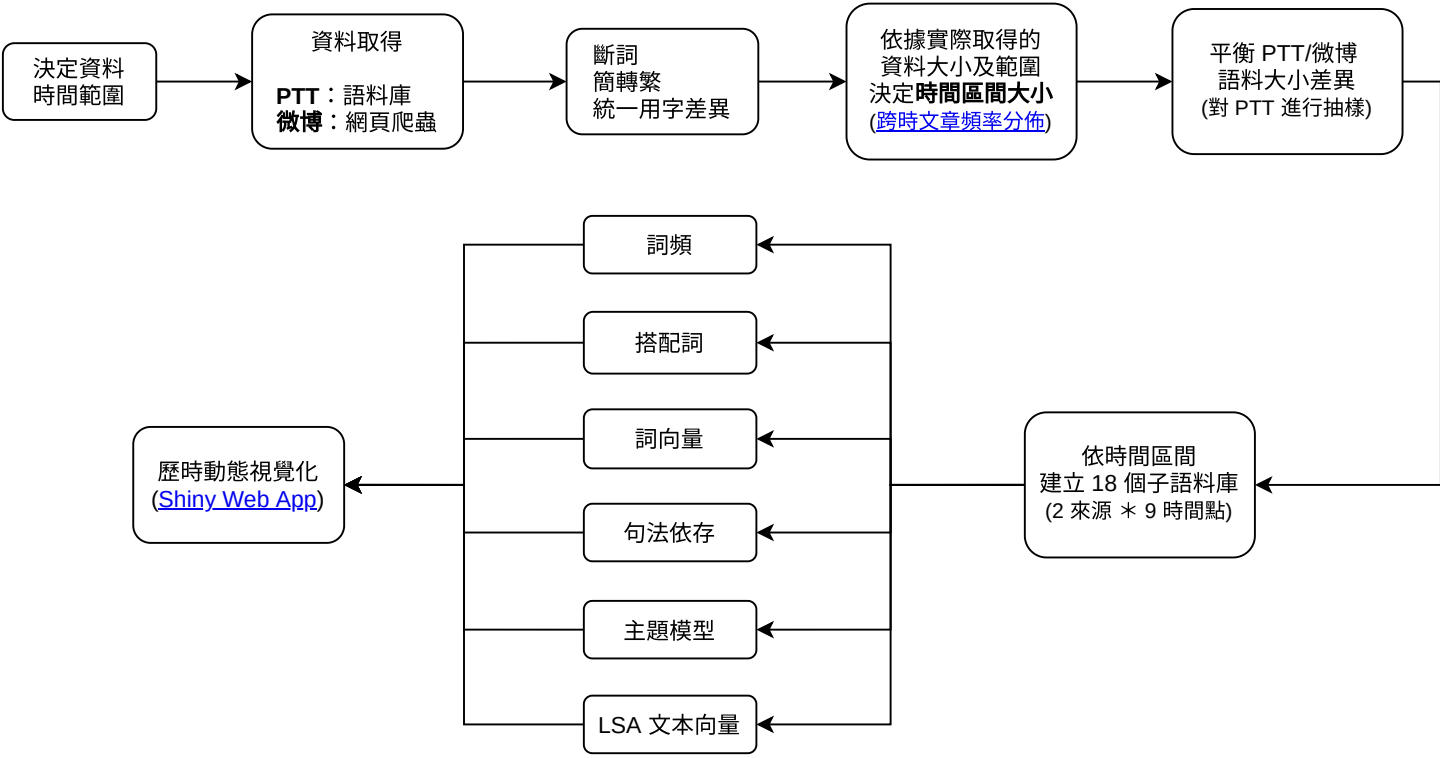 決定資料
時間範圍
資料取得
PTT：語料庫
微博：網頁爬蟲
斷詞
簡轉繁
統一用字差異
依據實際取得的
資料大小及範圍
決定時間區間大小
(跨時文章頻率分佈)
平衡 PTT/微博
語料大小差異
(對 PTT 進行抽樣)
依時間區間
建立 18 個子語料庫
(2 來源 ＊ 9 時間點)
詞頻
搭配詞
詞向量
句法依存
主題模型
LSA 文本向量
歷時動態視覺化
(Shiny Web App)